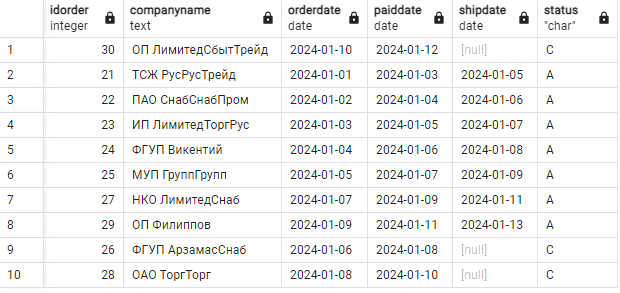 idorder companyname orderdate paiddate shipdate status
integer text date date date "char"
1 30 ОП ЛимитедСбытТрейд 2024-01-10 2024-01-12 [null] C
2 21 ТСЖ РусРусТрейд 2024-01-01 2024-01-03 2024-01-05 A
3 22 ПАО СнабСнабПром 2024-01-02 2024-01-04 2024-01-06 A
4 23 ИП ЛимитедТоргРус 2024-01-03 2024-01-05 2024-01-07 A
5 24 ФГУП Викентий 2024-01-04 2024-01-06 2024-01-08 A
6 25 МУП ГруппГрупп 2024-01-05 2024-01-07 2024-01-09 A
7 27 НКО ЛимитедСнаб 2024-01-07 2024-01-09 2024-01-11 A
8 29 ОП Филиппов 2024-01-09 2024-01-11 2024-01-13 A
9 26 ФГУП АрзамасСнаб 2024-01-06 2024-01-08 [null] C
10 28 ОАО ТоргТорг 2024-01-08 2024-01-10 [null] C